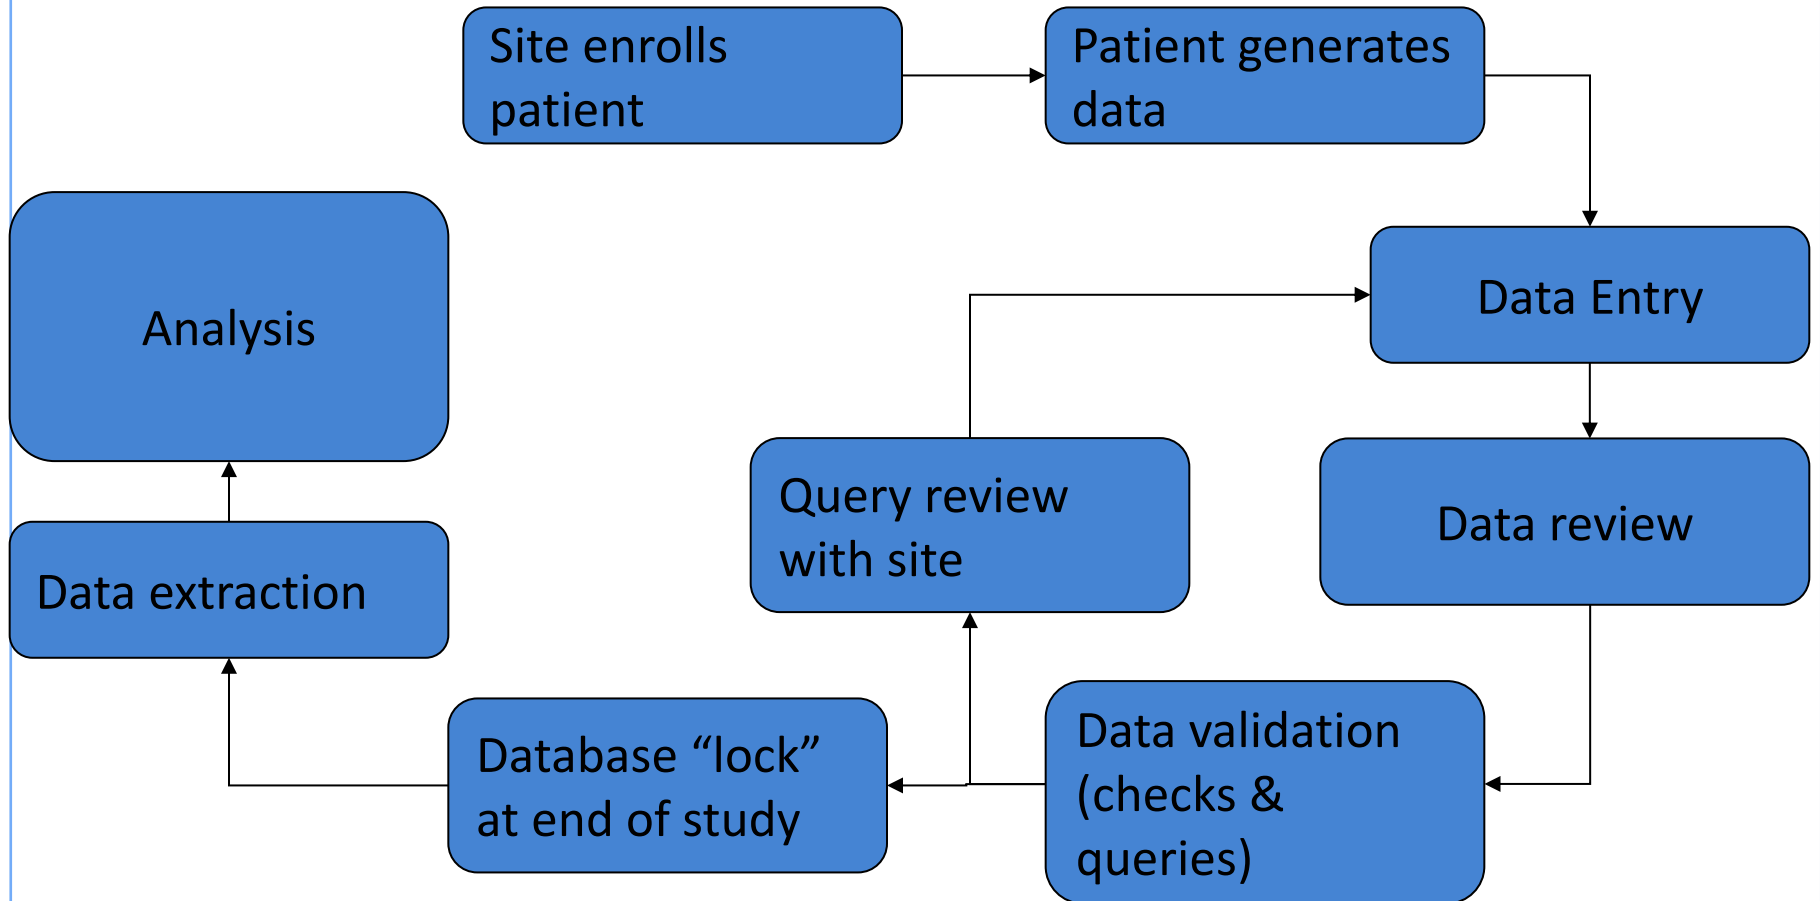 Site enrolls
patient
Patient generates
data
Data Entry
Analysis
Query review
with site
Data review
Data extraction
Database “lock”
at end of study
Data validation
(checks &
queries)